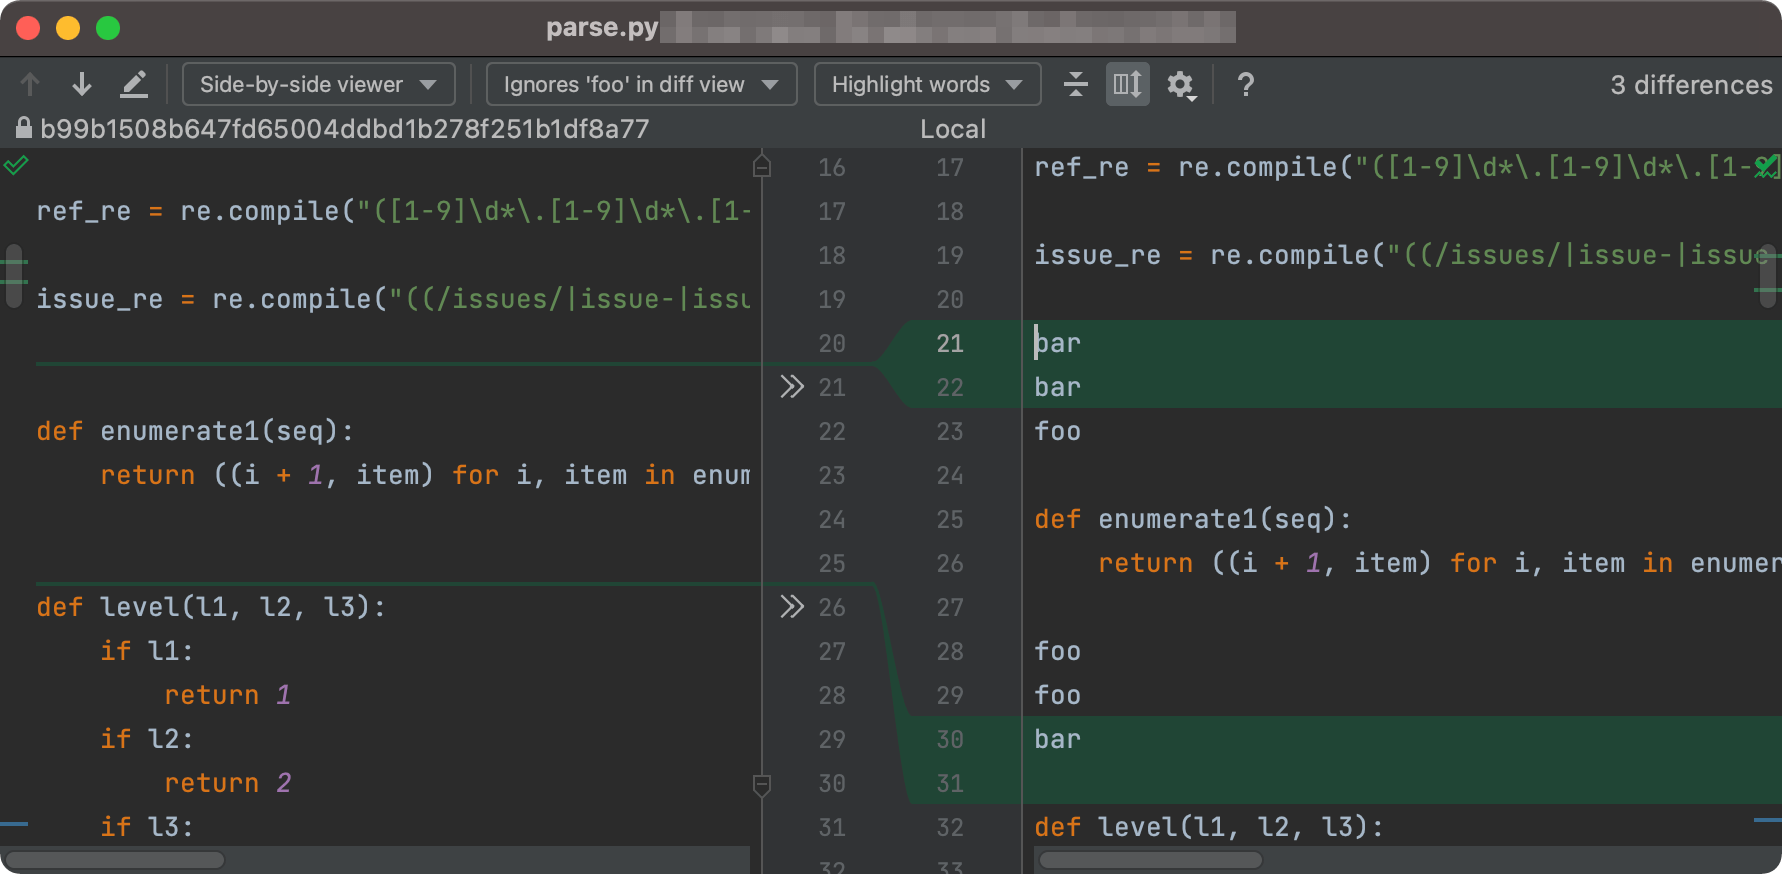 parse.py
Side-by-side viewer Ignores 'foo' in diff view Highlight words ? 3 differences
b99b1508b647fd65004ddbd1b278f251b1df8a77 Local
16 17 ref_re = re.compile("([1-9]\d*\.[1-9]\d*\.[1-9]
ref_re = re.compile("([1-9]\d*\.[1-9]\d*\.[1- 17 18
18 19 issue_re = re.compile("((/issues/|issue-|issue
issue_re = re.compile("((/issues/|issue-|issu 19 20
20 21 bar
21 22 bar
def enumerate1(seq): 22 23 foo
return ((i + 1, item) for i, item in enum 23 24
24 25 def enumerate1(seq):
25 26 return ((i + 1, item) for i, item in enumer
def level(l1, l2, l3): 26 27
if l1: 27 28 foo
return 1 28 29 foo
if l2: 29 30 bar
return 2 30 31
if l3: 31 32 def level(l1, l2, l3):
32 33